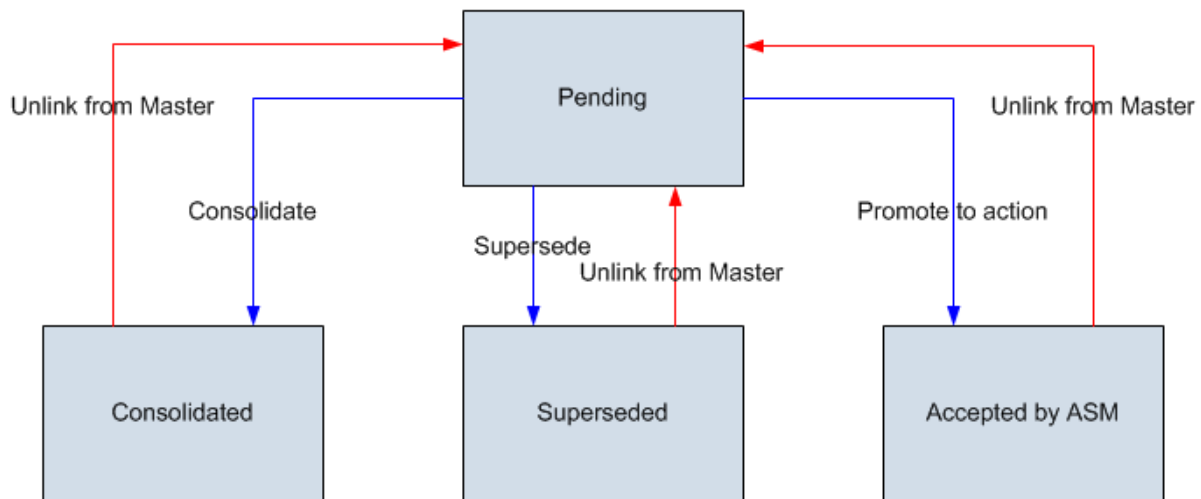 Pending
Unlink from Master
Unlink from Master
Consolidate
Promote to action
Supersede
Unlink from Master
Consolidated
Superseded
Accepted by ASM